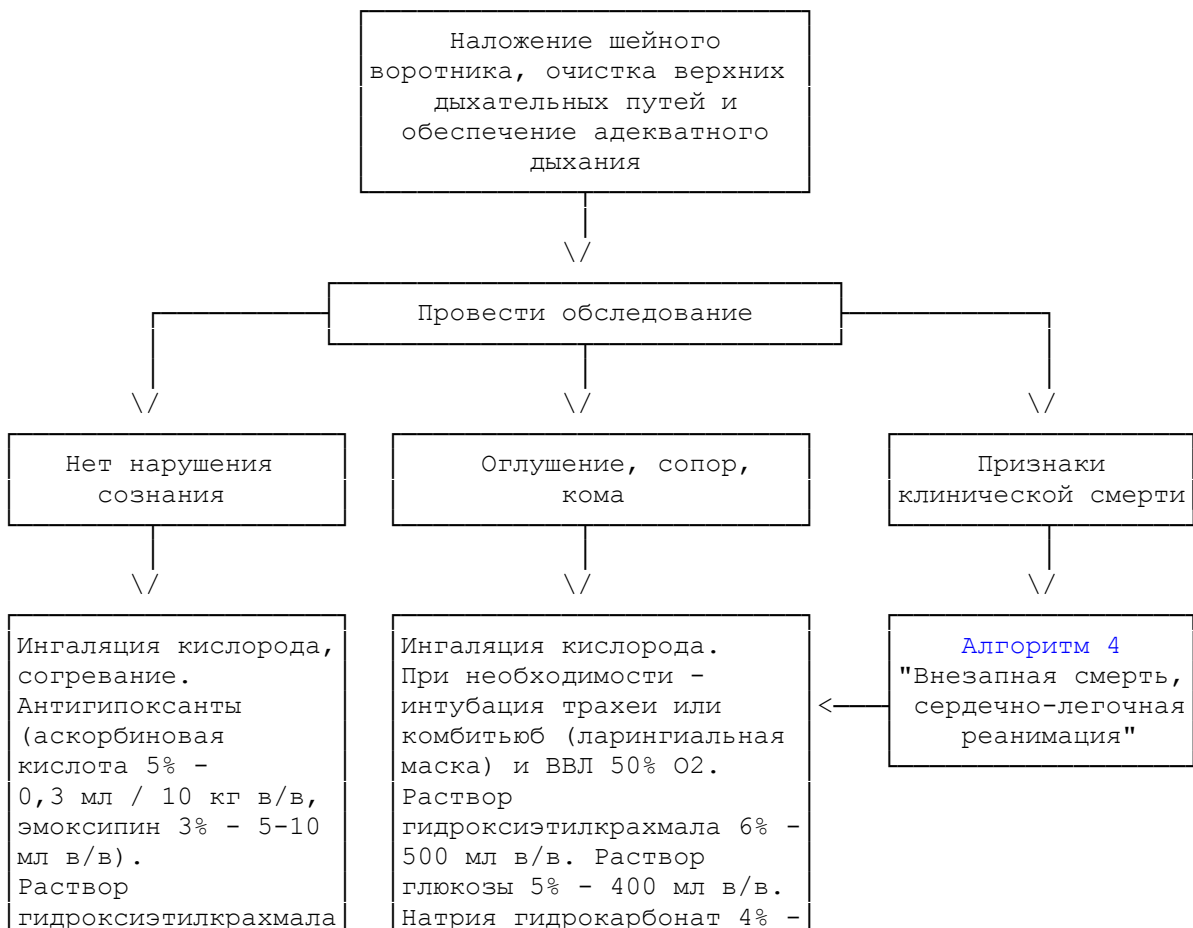 Наложение шейного
воротника, очистка верхних
дыхательных путей и
обеспечение адекватного
дыхания
Провести обследование
Нет нарушения
сознания
Оглушение, сопор,
кома
Признаки
клинической смерти
Ингаляция кислорода,
согревание.
Антигипоксанты
(аскорбиновая
кислота 5% -
0,3 мл / 10 кг в/в,
эмоксипин 3% - 5-10
мл в/в).
Раствор
гидроксиэтилкрахмала
Ингаляция кислорода.
При необходимости -
интубация трахеи или
комбитьюб (ларингиальная
маска) и ВВЛ 50% O2.
Раствор
гидроксиэтилкрахмала 6% -
500 мл в/в. Раствор
глюкозы 5% - 400 мл в/в.
Натрия гидрокарбонат 4% -
Алгоритм 4
"Внезапная смерть,
сердечно-легочная
реанимация"